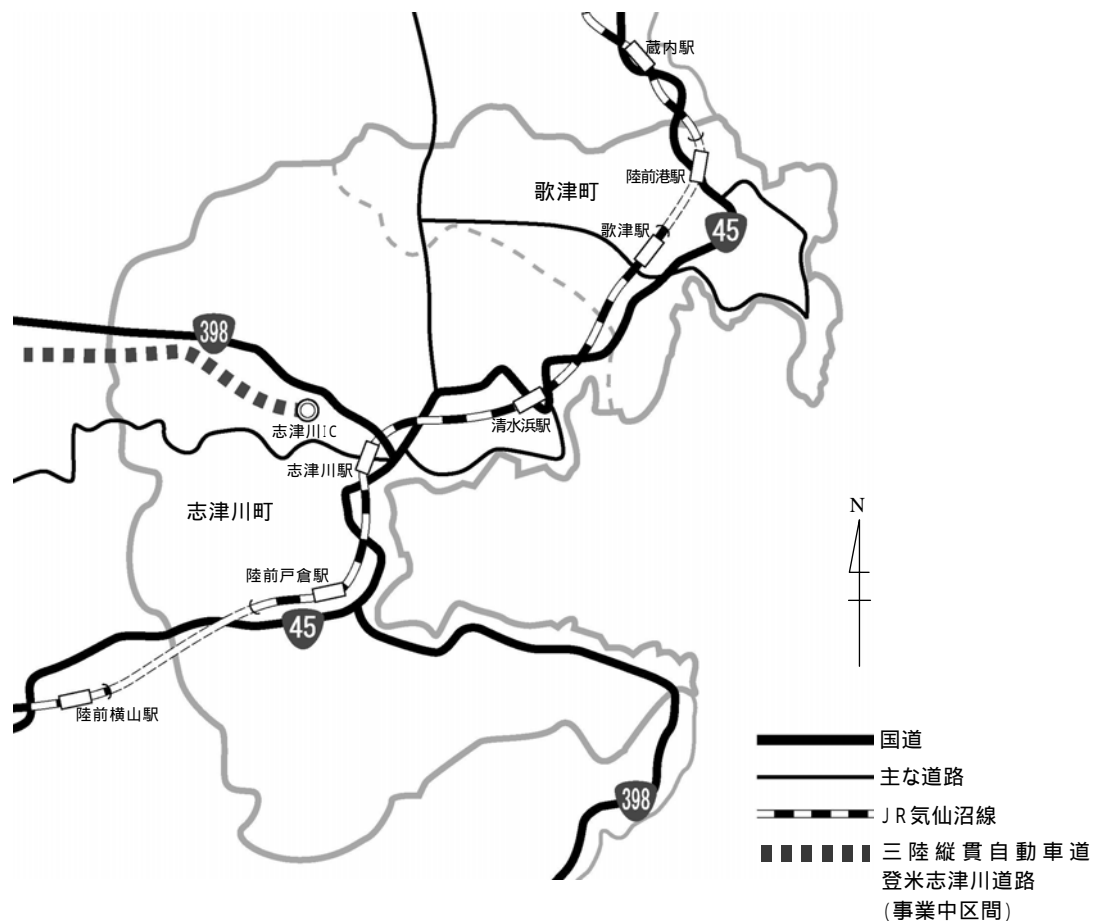 蔵内駅
陸前港駅
歌津町
歌津駅
45
398
志津川IC
清水浜駅
志津川駅
志津川町
N
陸前戸倉駅
45
陸前横山駅
398
国道
主な道路
JR気仙沼線
三陸縦貫自動車道
登米志津川道路
(事業中区間)